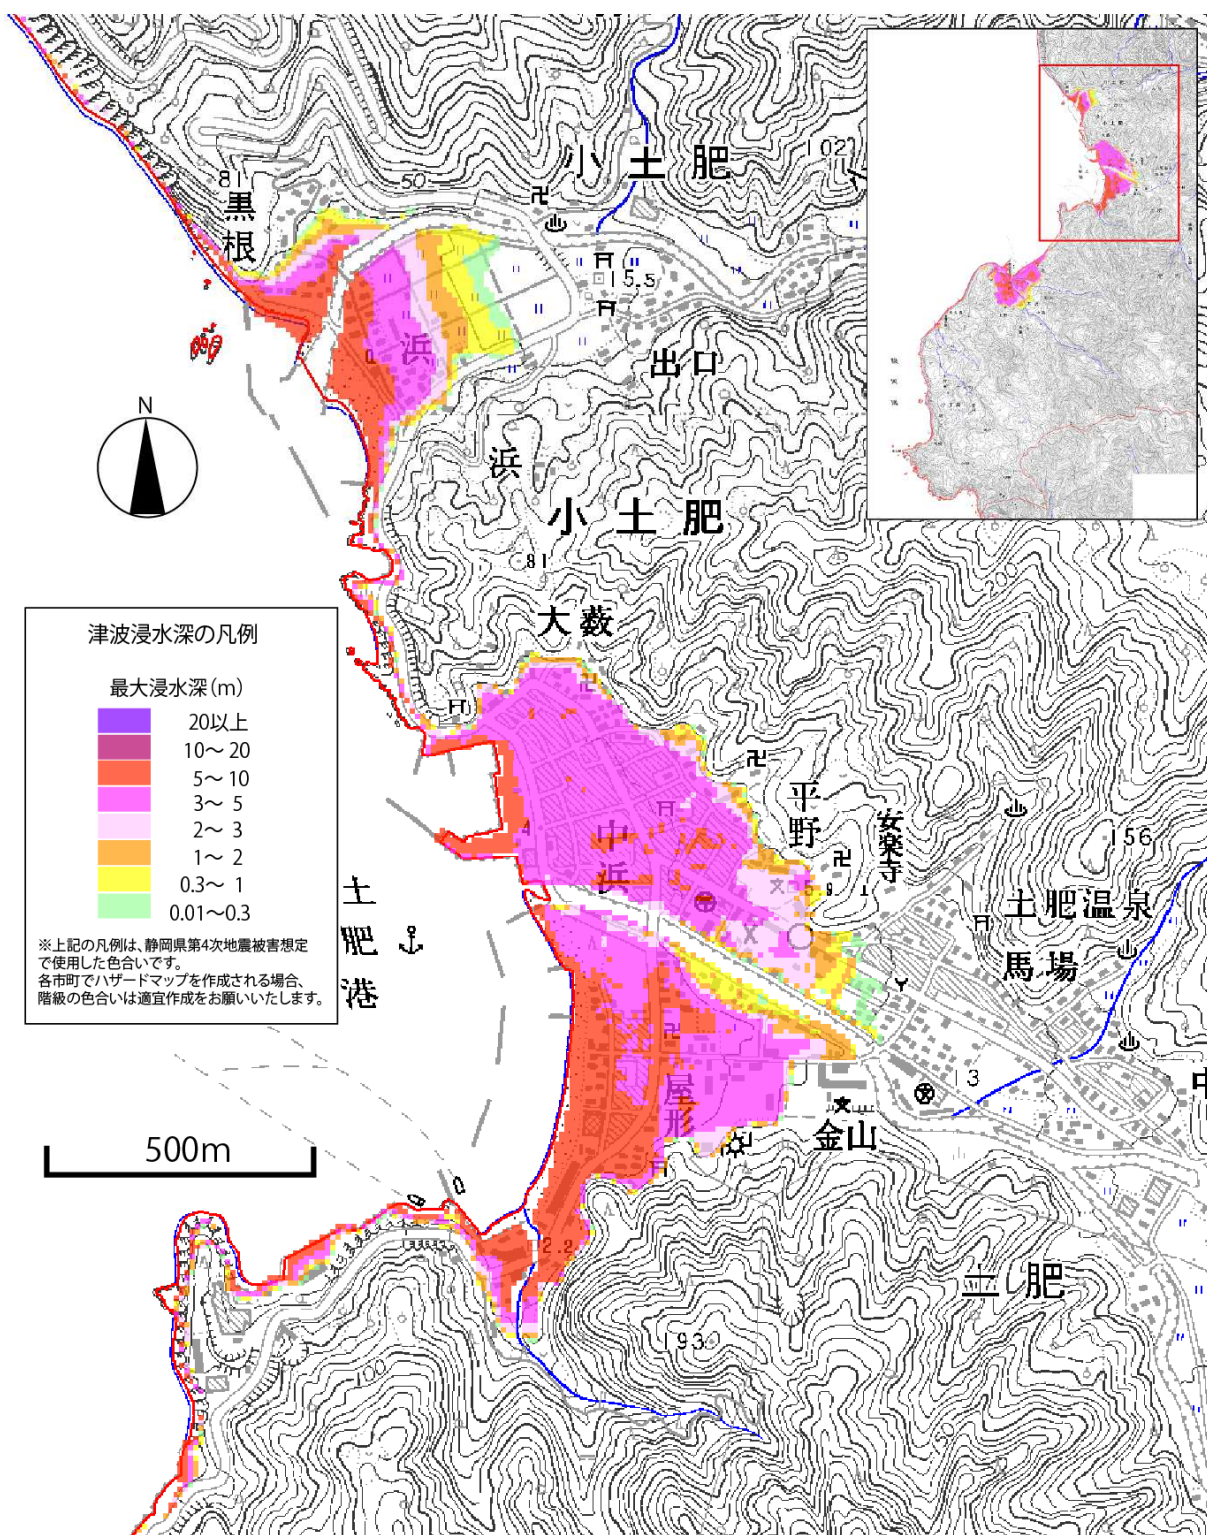 小土肥
102
81
黒根
50
15.5
浜
出口
N
浜
小土肥
81
大薮
津波浸水深の凡例
最大浸水深(m)
20以上
10～20
5～10
3～5
2～3
1～2
0.3～1
0.01～0.3
※上記の凡例は、静岡県第4次地震被害想定
で使用した色合いです。
各市町でハザードマップを作成される場合、
階級の色合いは適宜作成をお願いいたします。
平野
安楽寺
156
中浜
土肥温泉
馬場
土肥港
13
屋形
金山
500m
2.2
土肥
193
100